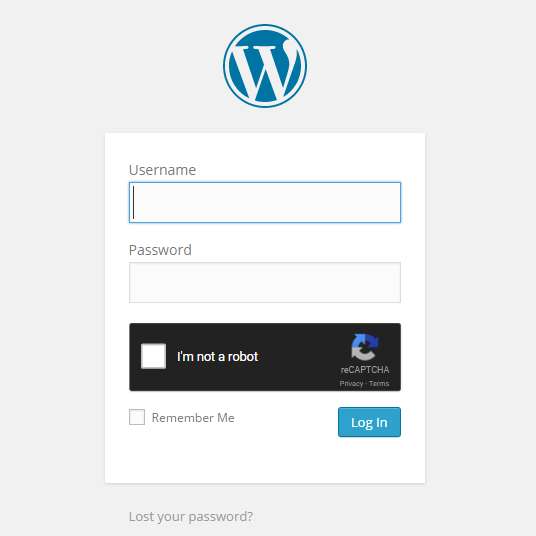 Username
Password
I'm not a robot
reCAPTCHA
Privacy - Terms
Remember Me
Log In
Lost your password?